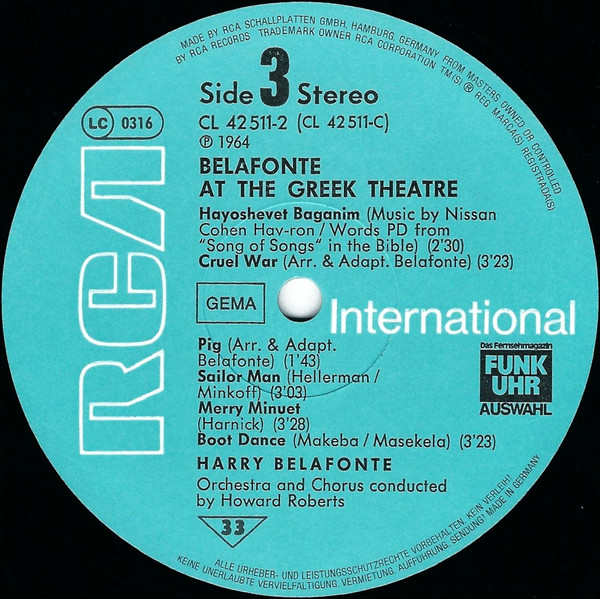 MADE BY RCA SCHALLPLATTEN GMBH, HAMBURG, GERMANY, FROM MASTERS OWNED OR CONTROLLED
BY RCA RECORDS TRADEMARK OWNER RCA CORPORATION TM(S) ® REG. MARCA(S) REGISTRADA(S)
Side 3 Stereo
LC 0316
CL 42511-2 (CL 42511-C)
℗ 1964
BELAFONTE
AT THE GREEK THEATRE
Hayoshevet Baganim (Music by Nissan
Cohen Hav-ron / Words PD from
"Song of Songs" in the Bible) (2'30)
Cruel War (Arr. & Adapt. Belafonte) (3'23)
RCA
GEMA
International
Pig (Arr. & Adapt.
Belafonte) (1'43)
Sailor Man (Hellerman /
Minkoff) (3'03)
Merry Minuet
(Harnick) (3'28)
Boot Dance (Makeba / Masekela) (3'23)
Das Fernsehmagazin
FUNK
UHR
AUSWAHL
HARRY BELAFONTE
Orchestra and Chorus conducted
by Howard Roberts
33
ALLE URHEBER- UND LEISTUNGSSCHUTZRECHTE VORBEHALTEN. KEIN VERLEIH!
KEINE UNERLAUBTE VERVIELFÄLTIGUNG, VERMIETUNG, AUFFÜHRUNG, SENDUNG! MADE IN GERMANY